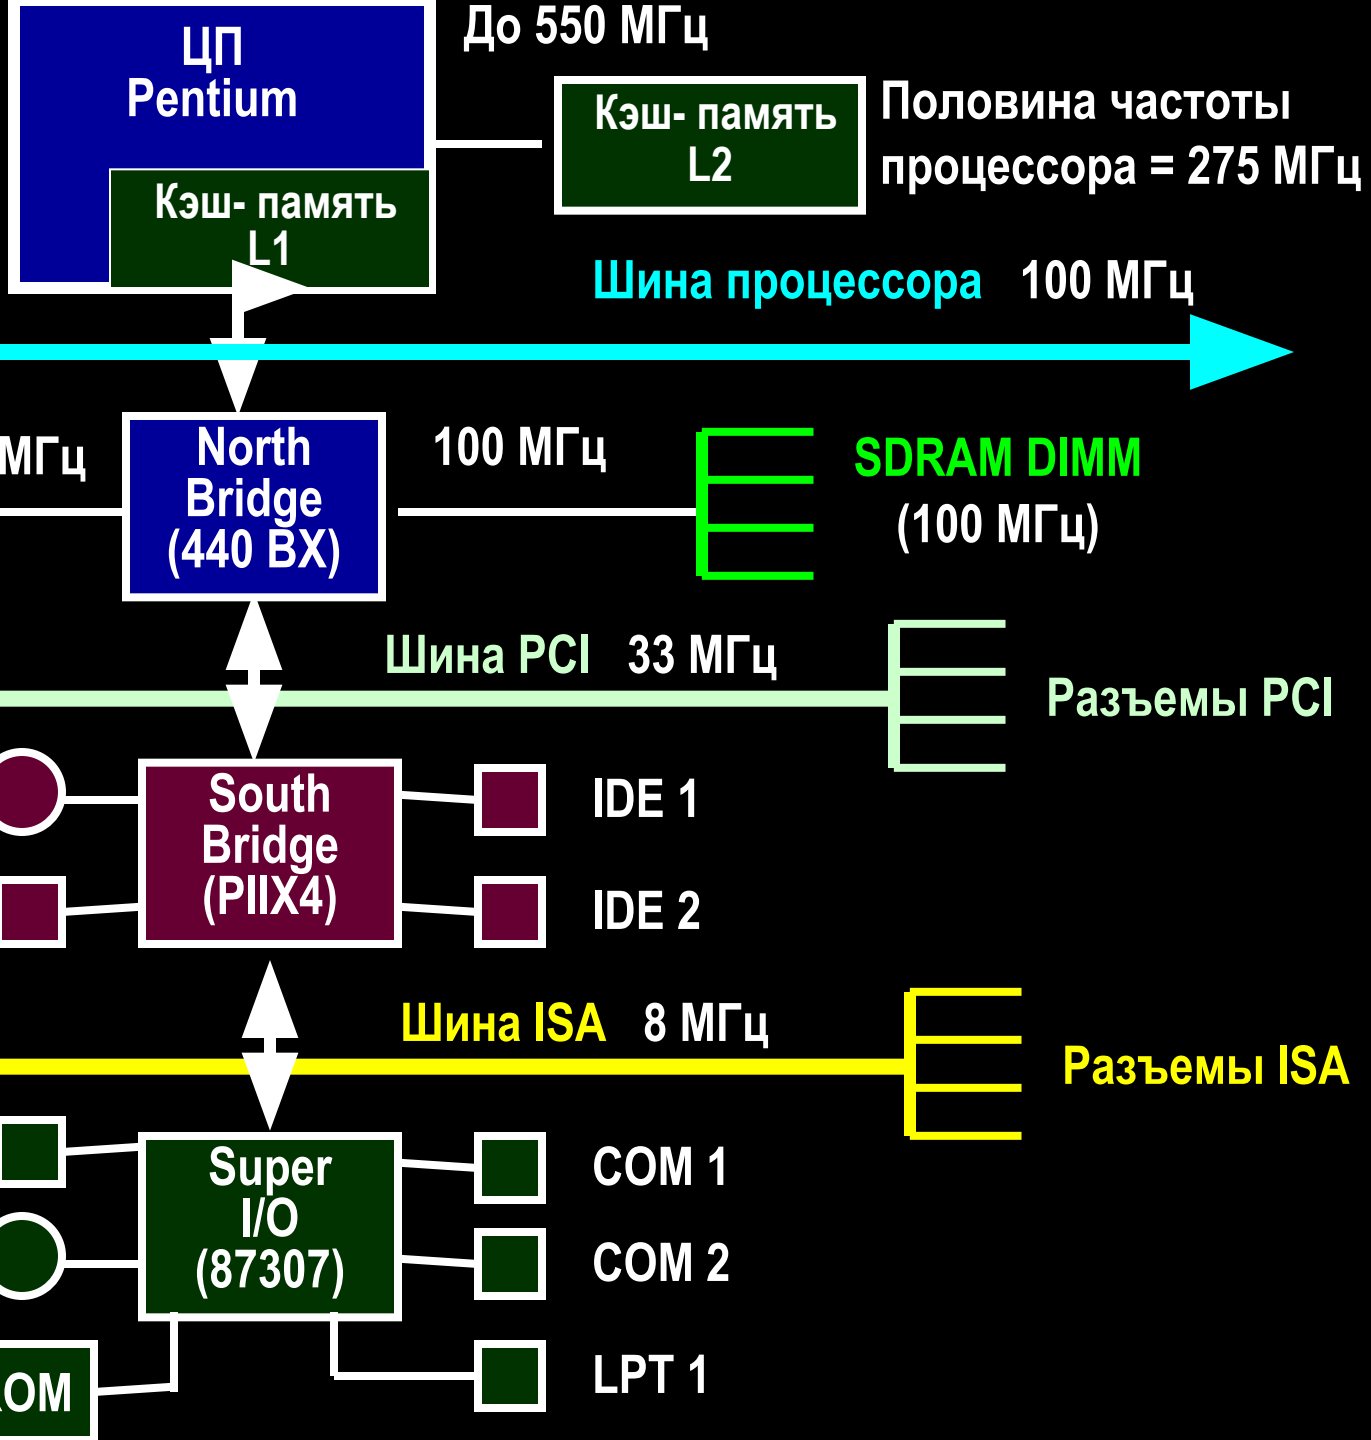 ЦП
Pentium
До 550 МГц
Кэш- память
L2
Половина частоты
процессора = 275 МГц
Кэш- память
L1
Шина процессора 100 МГц
МГц
North
Bridge
(440 BX)
100 МГц
SDRAM DIMM
(100 МГц)
Шина PCI 33 МГц
Разъемы PCI
South
Bridge
(PIIX4)
IDE 1
IDE 2
Шина ISA 8 МГц
Разъемы ISA
Super
I/O
(87307)
COM 1
COM 2
LPT 1